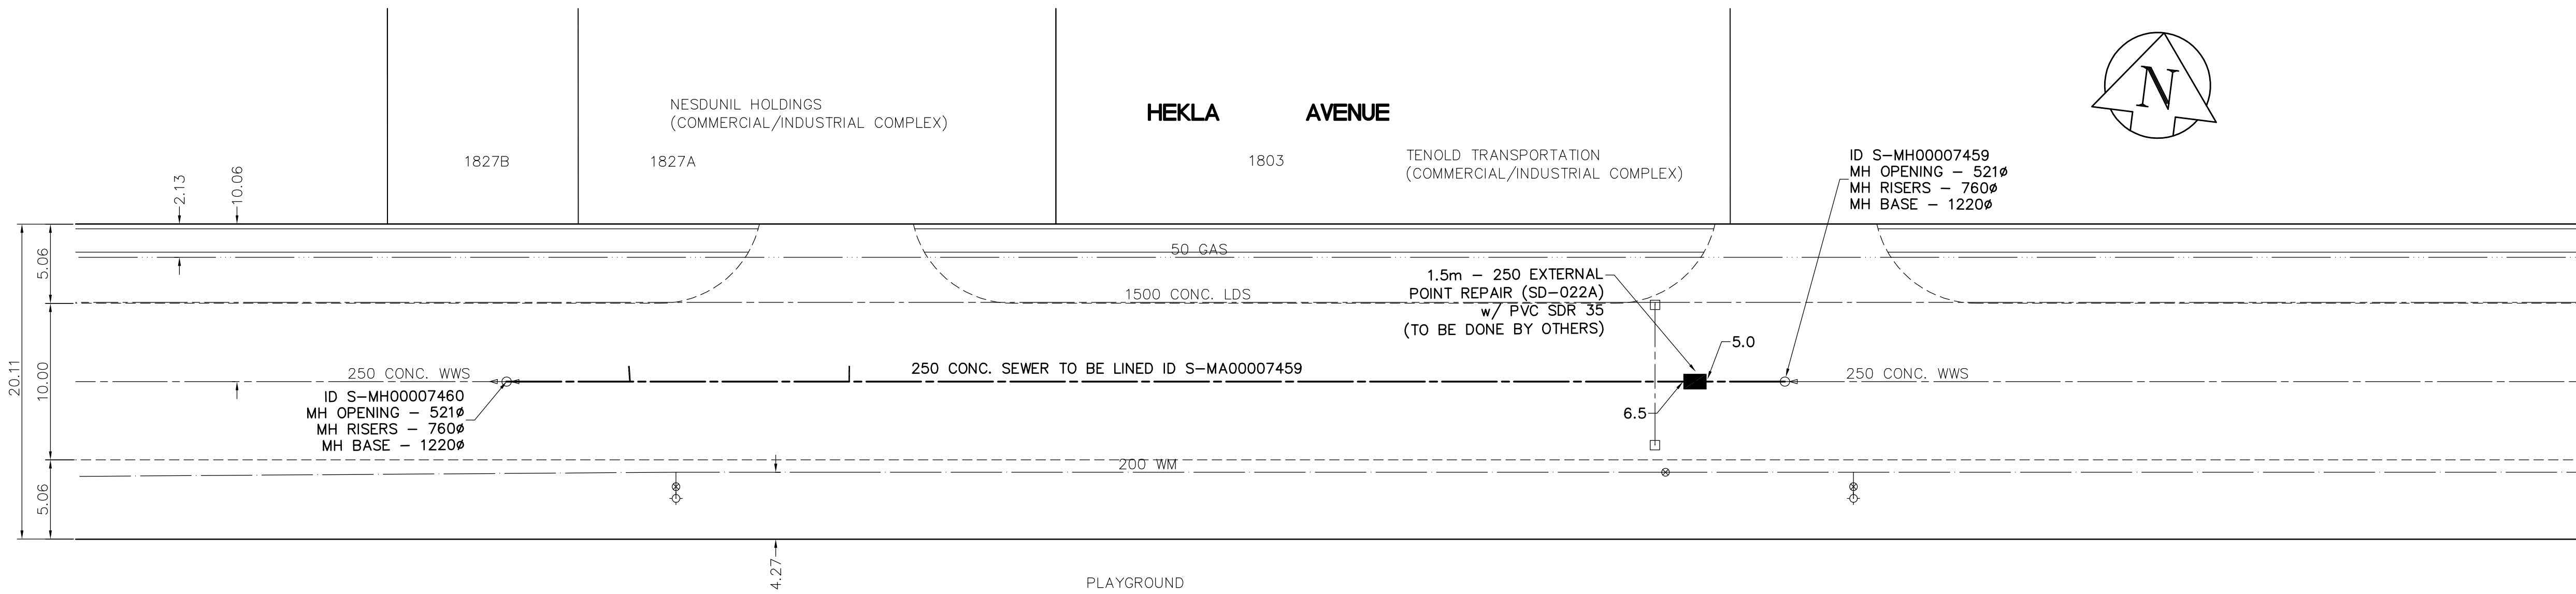 HEKLA AVENUE
N
NESDUNIL HOLDINGS
(COMMERCIAL/INDUSTRIAL COMPLEX)
1827B
1827A
1803
TENOLD TRANSPORTATION
(COMMERCIAL/INDUSTRIAL COMPLEX)
ID S-MH00007459
MH OPENING - 521ø
MH RISERS - 760ø
MH BASE - 1220ø
2.13
10.06
5.06
50 GAS
1500 CONC. LDS
1.5m - 250 EXTERNAL
POINT REPAIR (SD-022A)
w/ PVC SDR 35
(TO BE DONE BY OTHERS)
5.0
20.11
10.00
250 CONC. WWS
250 CONC. SEWER TO BE LINED ID S-MA00007459
250 CONC. WWS
ID S-MH00007460
MH OPENING - 521ø
MH RISERS - 760ø
MH BASE - 1220ø
6.5
200 WM
5.06
4.27
PLAYGROUND